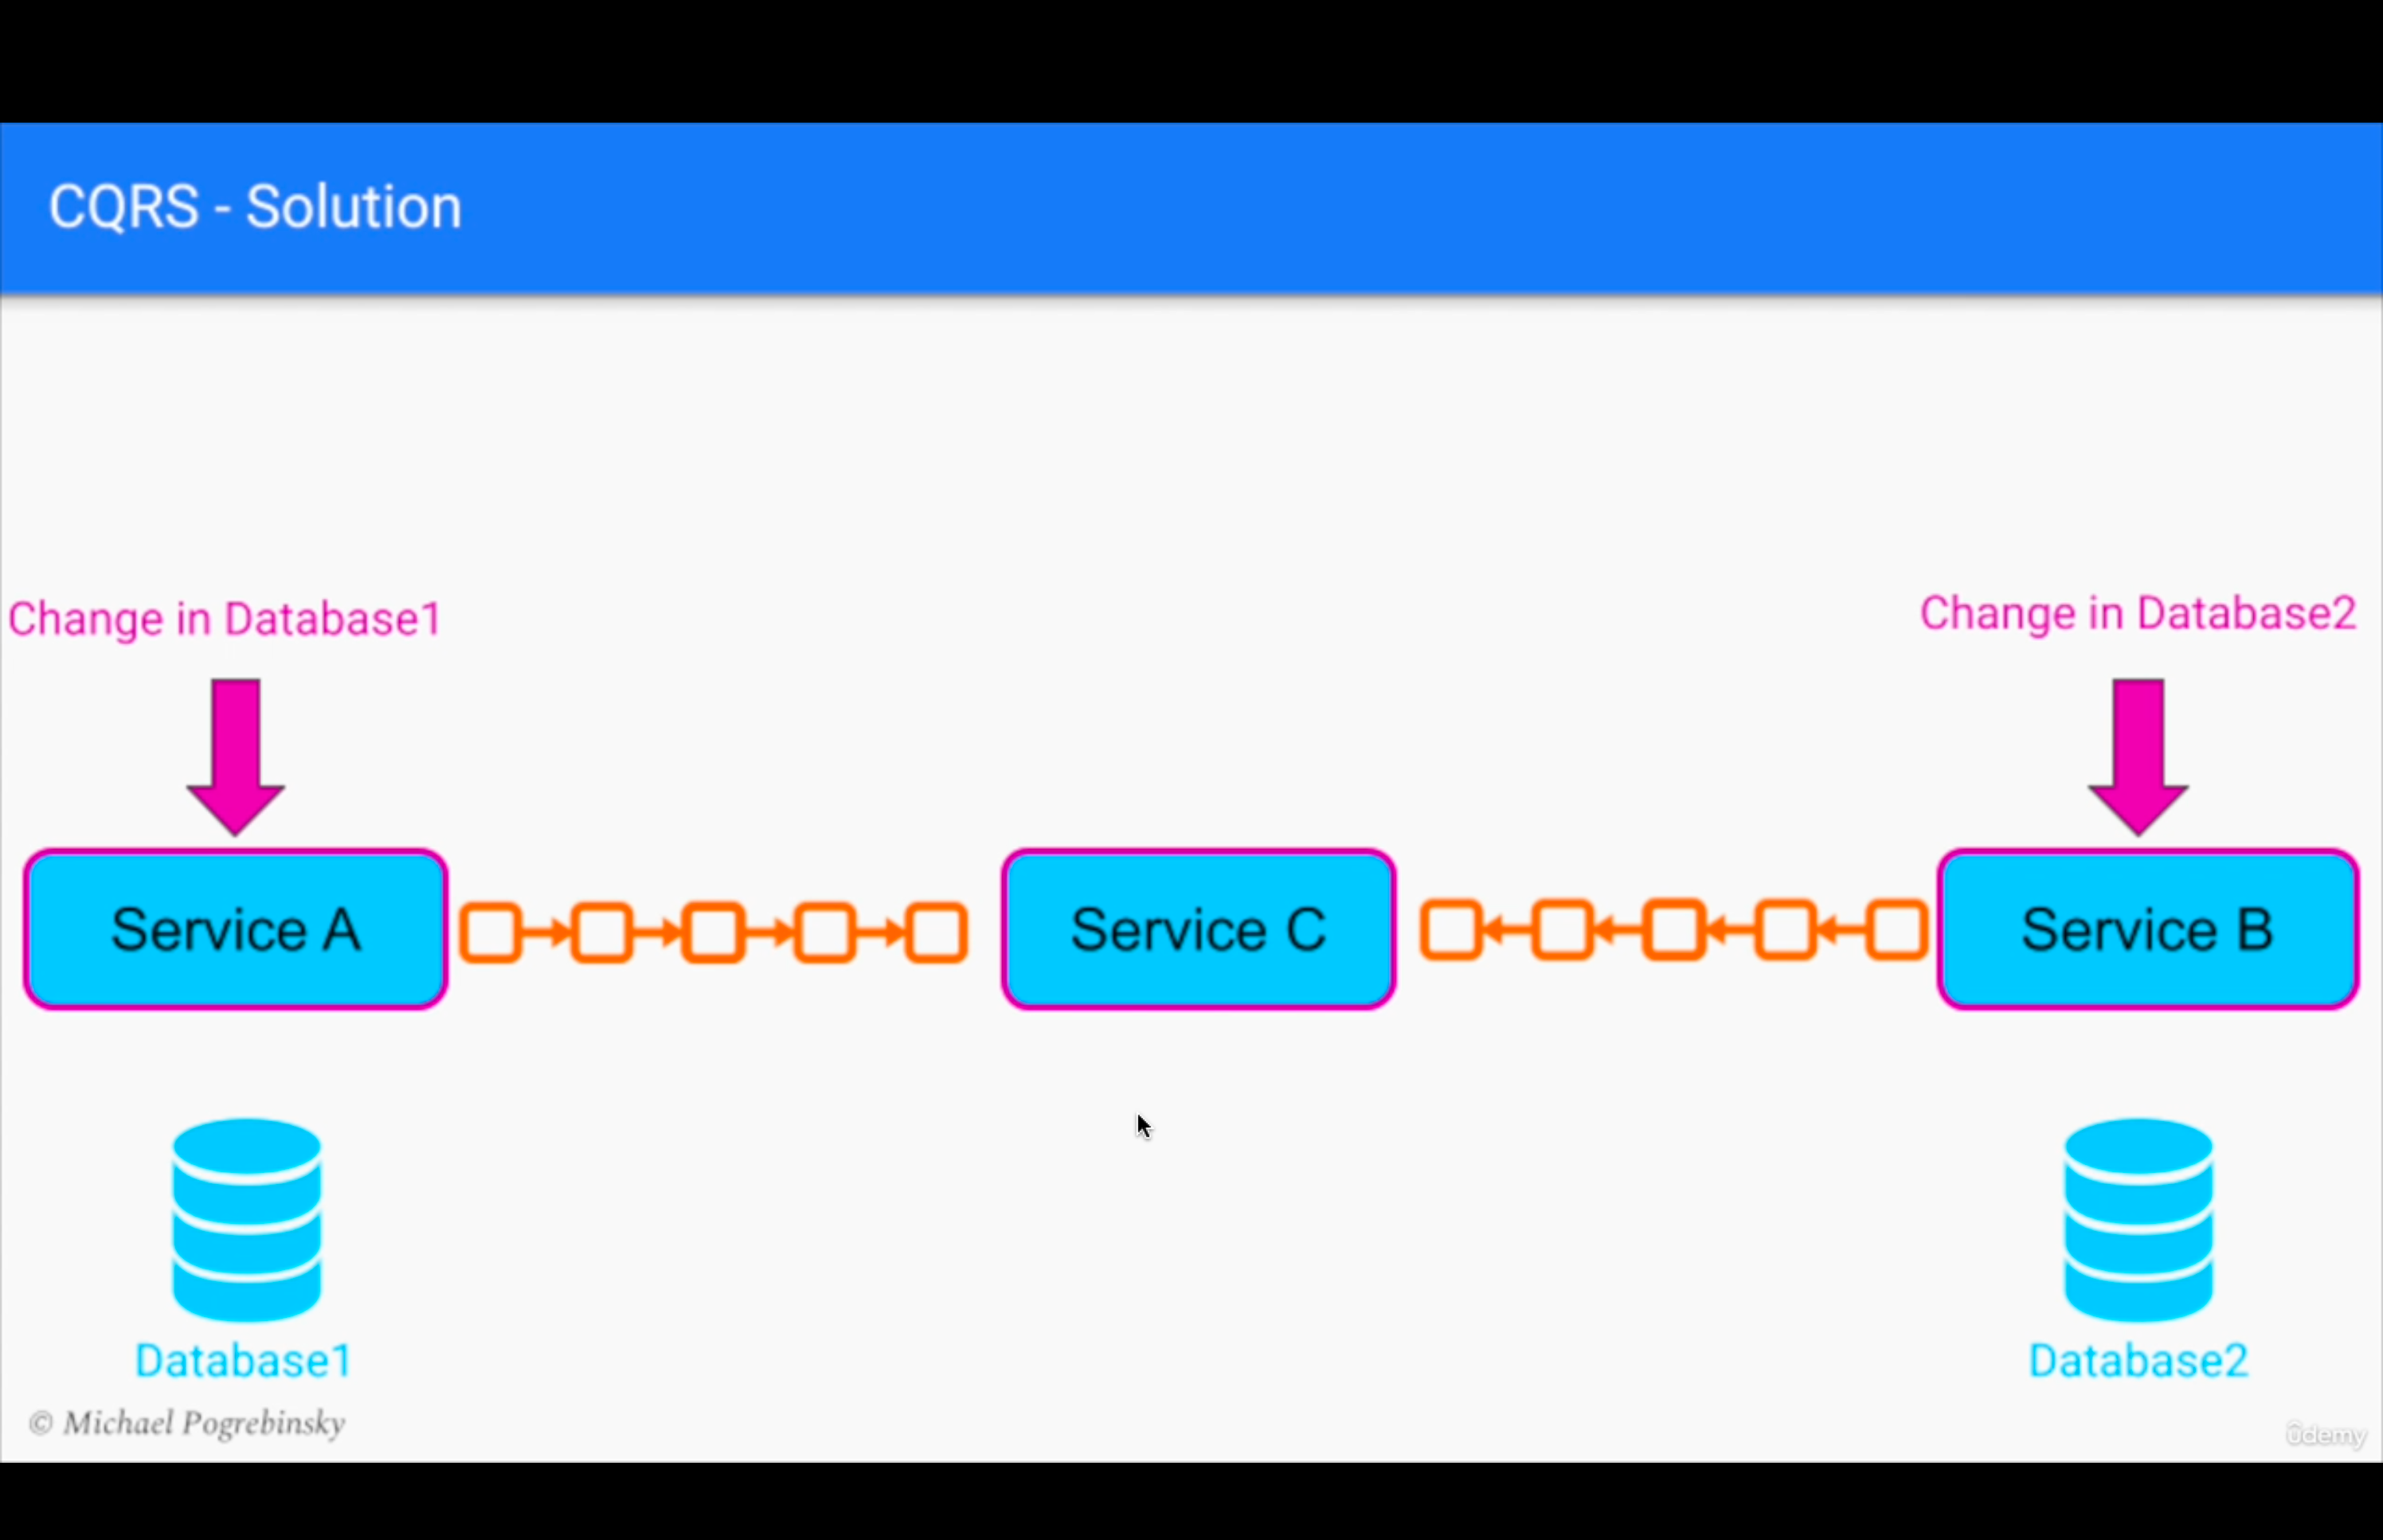 CQRS - Solution
Change in Database1
Change in Database2
Service A
Service C
Service B
Database1
Database2
© Michael Pogrebinsky
ûdemy